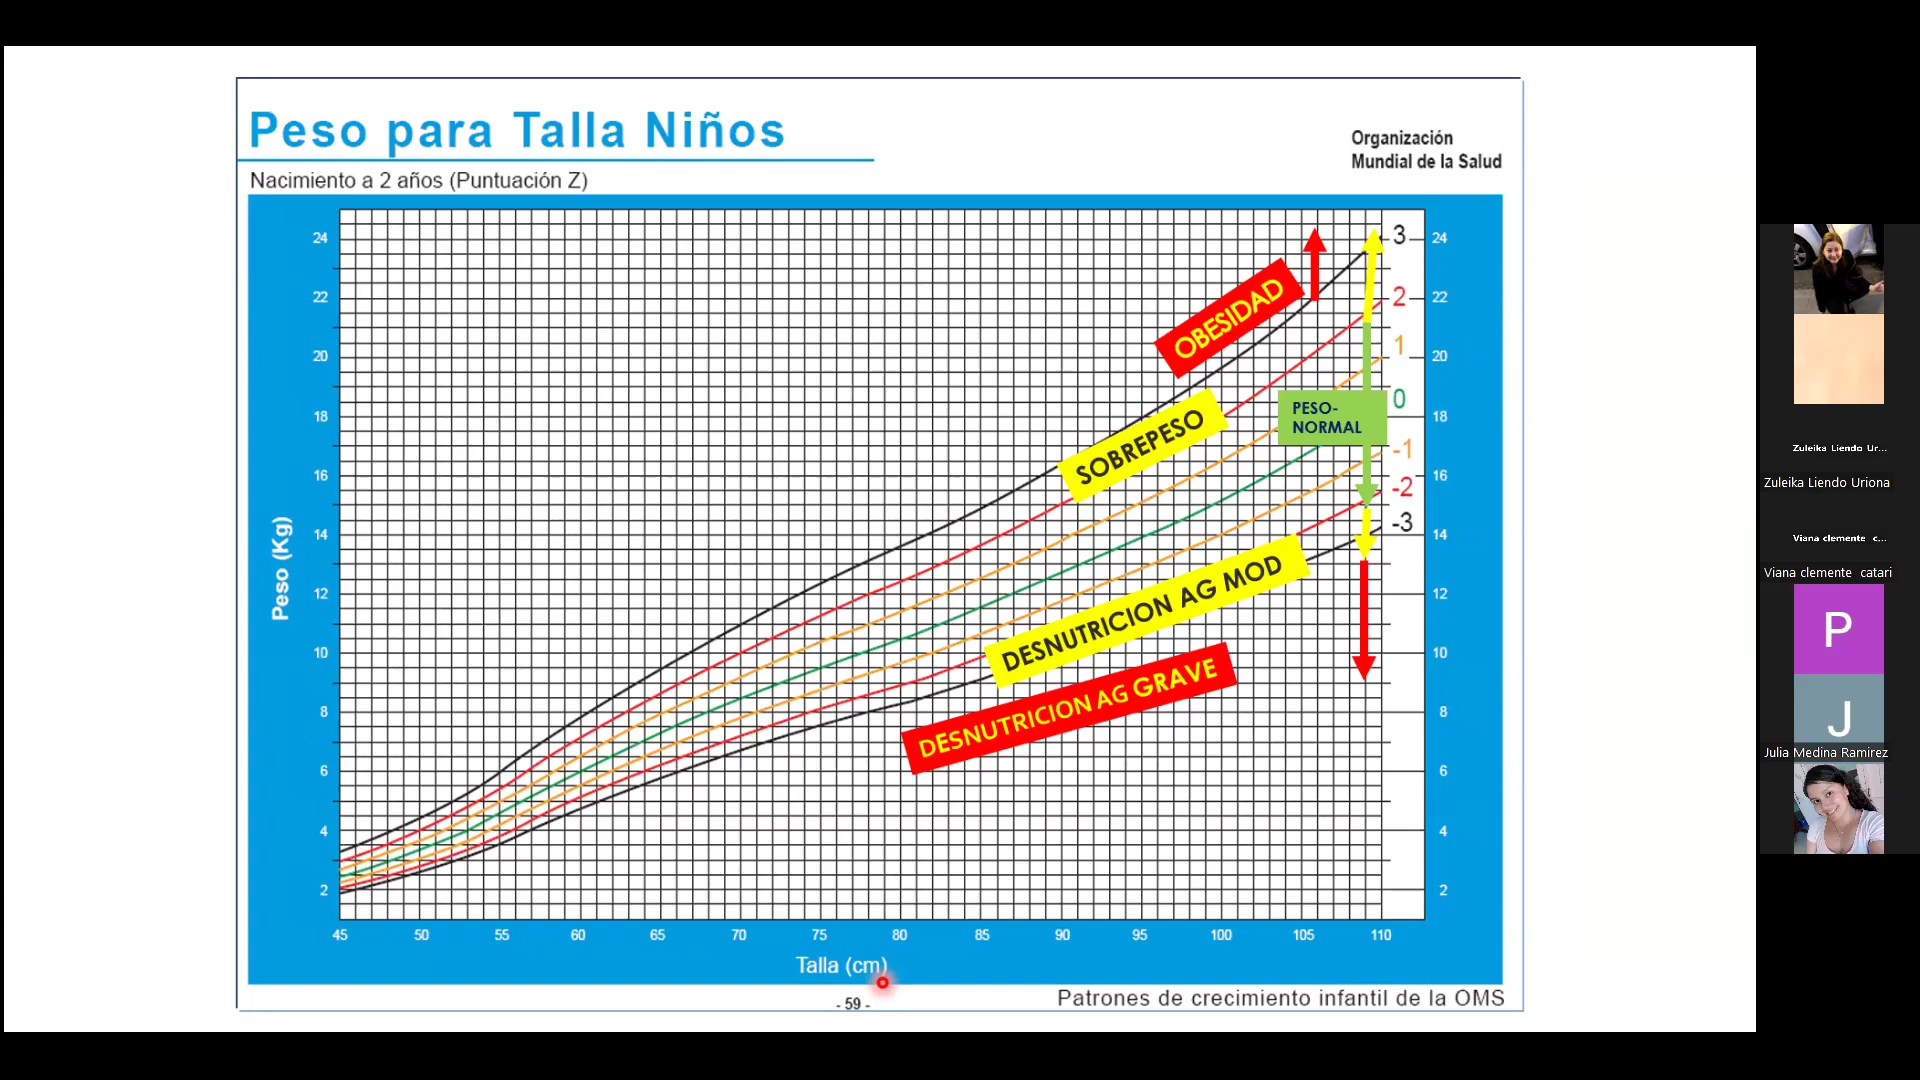 Peso para Talla Niños
Organización
Mundial de la Salud
Nacimiento a 2 años (Puntuación Z)
24
22
20
18
16
14
12
10
8
6
4
2
Peso (Kg)
OBESIDAD
SOBREPESO
PESO-
NORMAL
DESNUTRICION AG MOD
DESNUTRICION AG GRAVE
3
2
1
0
-1
-2
-3
24
22
20
18
16
14
12
10
8
6
4
2
45 50 55 60 65 70 75 80 85 90 95 100 105 110
Talla (cm)
- 59 -
Patrones de crecimiento infantil de la OMS
Zuleika Liendo Ur...
Zuleika Liendo Uriona
Viana clemente c...
Viana clemente catari
P
J
Julia Medina Ramirez